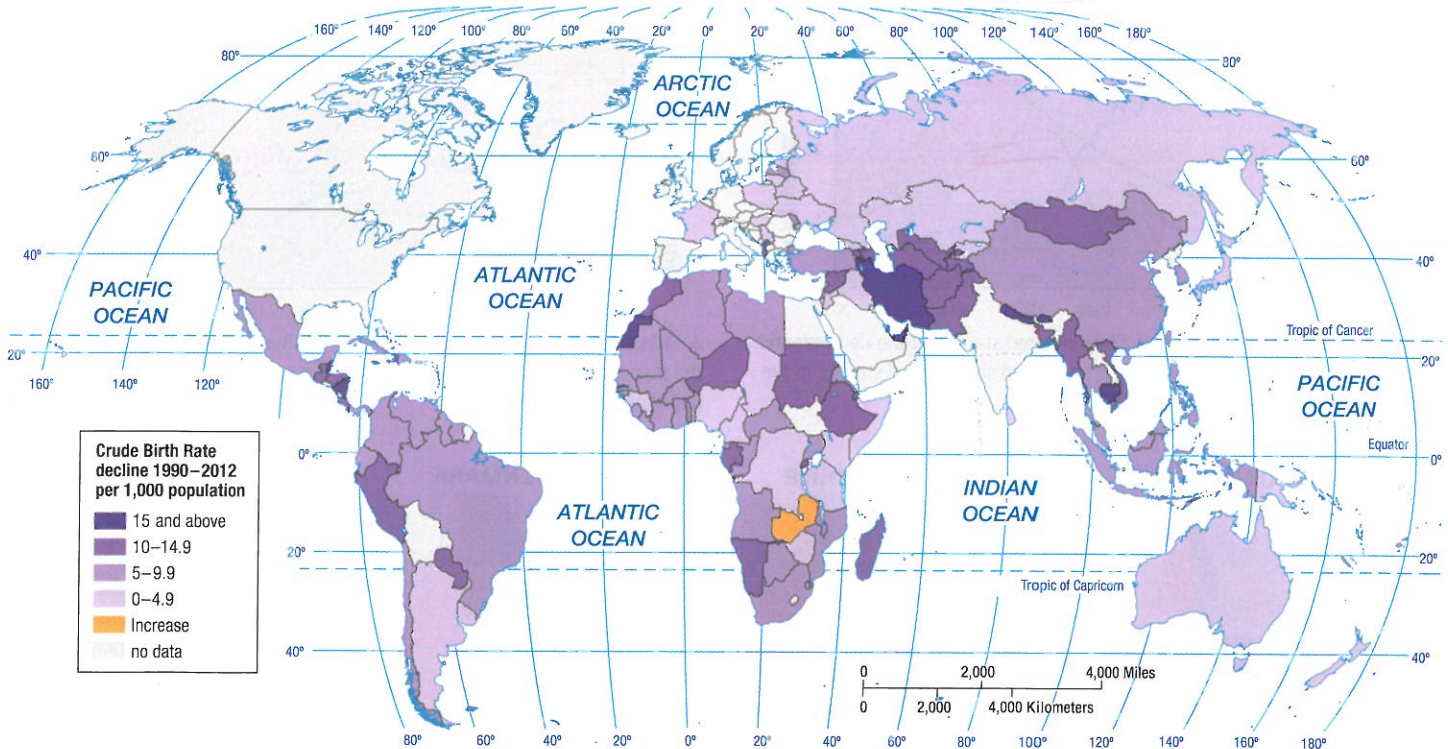 160° 140° 120° 100° 80° 60° 40° 20° 0° 20° 40° 60° 80° 100° 120° 140° 160° 180°
80° 80°
ARCTIC
OCEAN
60° 60°
40° 40°
PACIFIC
OCEAN
ATLANTIC
OCEAN
Tropic of Cancer
20° 20°
160° 140° 120°
PACIFIC
OCEAN
Equator
0° 0°
Crude Birth Rate
decline 1990–2012
per 1,000 population
15 and above
10–14.9
5–9.9
0–4.9
Increase
no data
ATLANTIC
OCEAN
INDIAN
OCEAN
20° 20°
Tropic of Capricorn
40° 40°
0 2,000 4,000 Miles
0 2,000 4,000 Kilometers
80° 60° 40° 20° 0° 20° 40° 60° 80° 100° 120° 140° 160° 180°